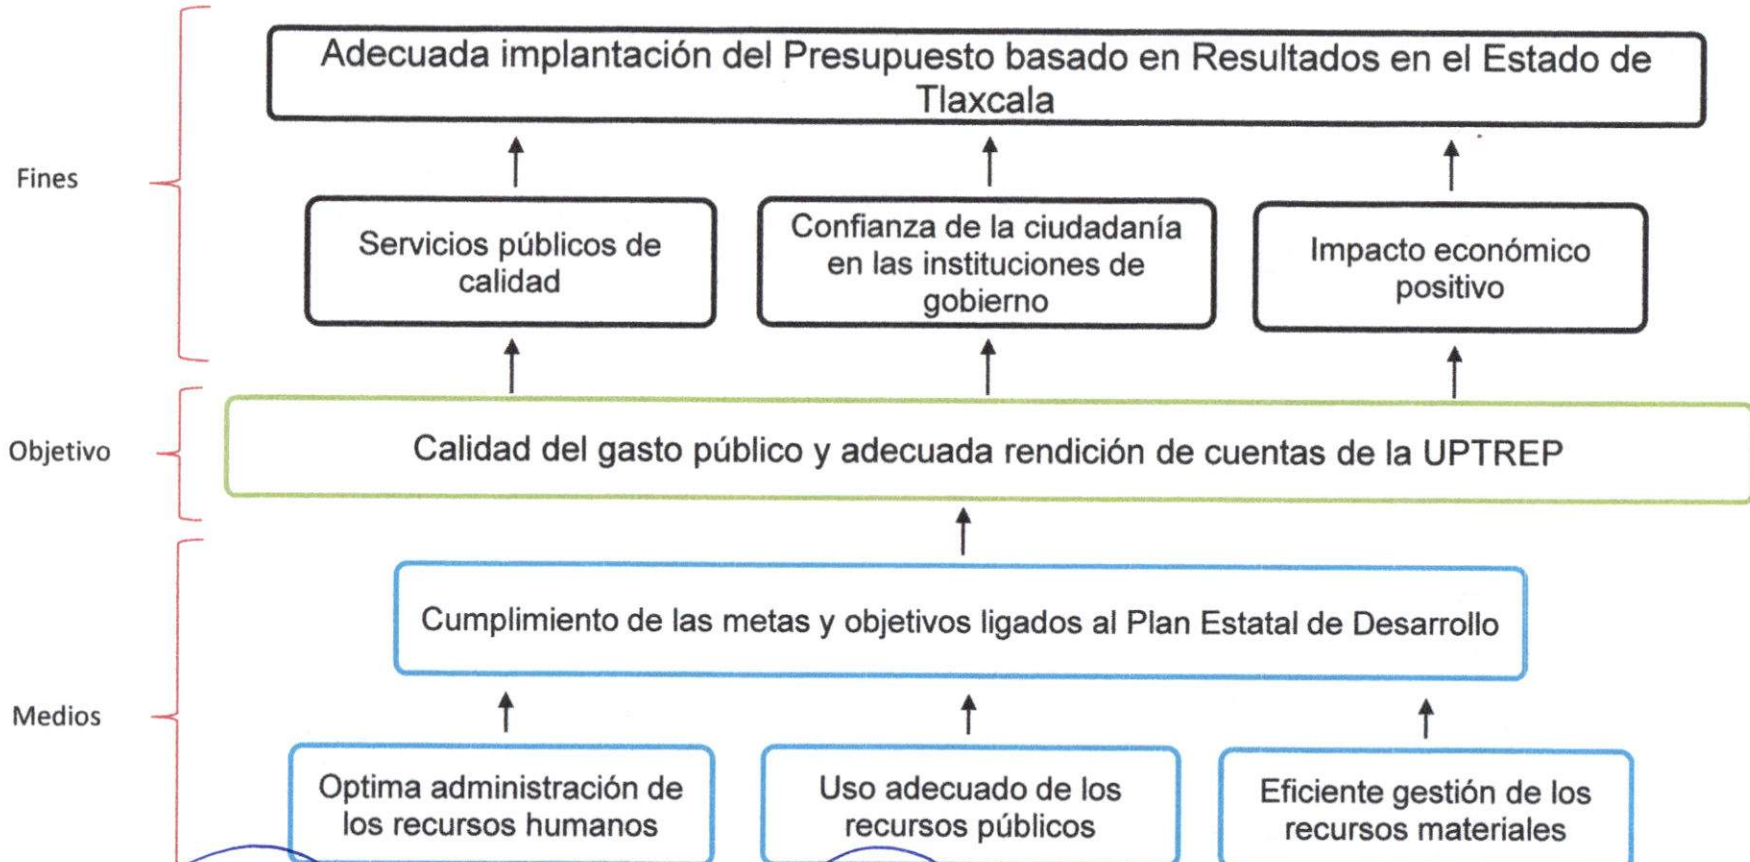 Adecuada implantación del Presupuesto basado en Resultados en el Estado de
Tlaxcala
Fines
Servicios públicos de
calidad
Confianza de la ciudadanía
en las instituciones de
gobierno
Impacto económico
positivo
Objetivo
Calidad del gasto público y adecuada rendición de cuentas de la UPTREP
Cumplimiento de las metas y objetivos ligados al Plan Estatal de Desarrollo
Medios
Optima administración de
los recursos humanos
Uso adecuado de los
recursos públicos
Eficiente gestión de los
recursos materiales